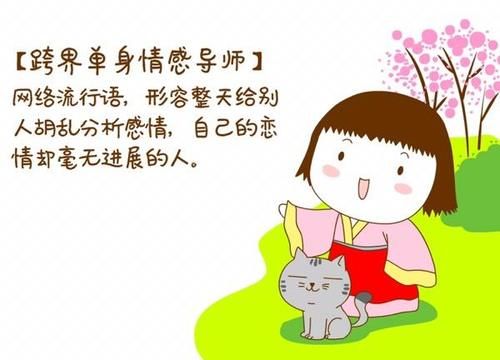 【跨界单身情感导师】
网络流行语，形容整天给别
人胡乱分析感情，自己的恋
情却毫无进展的人。